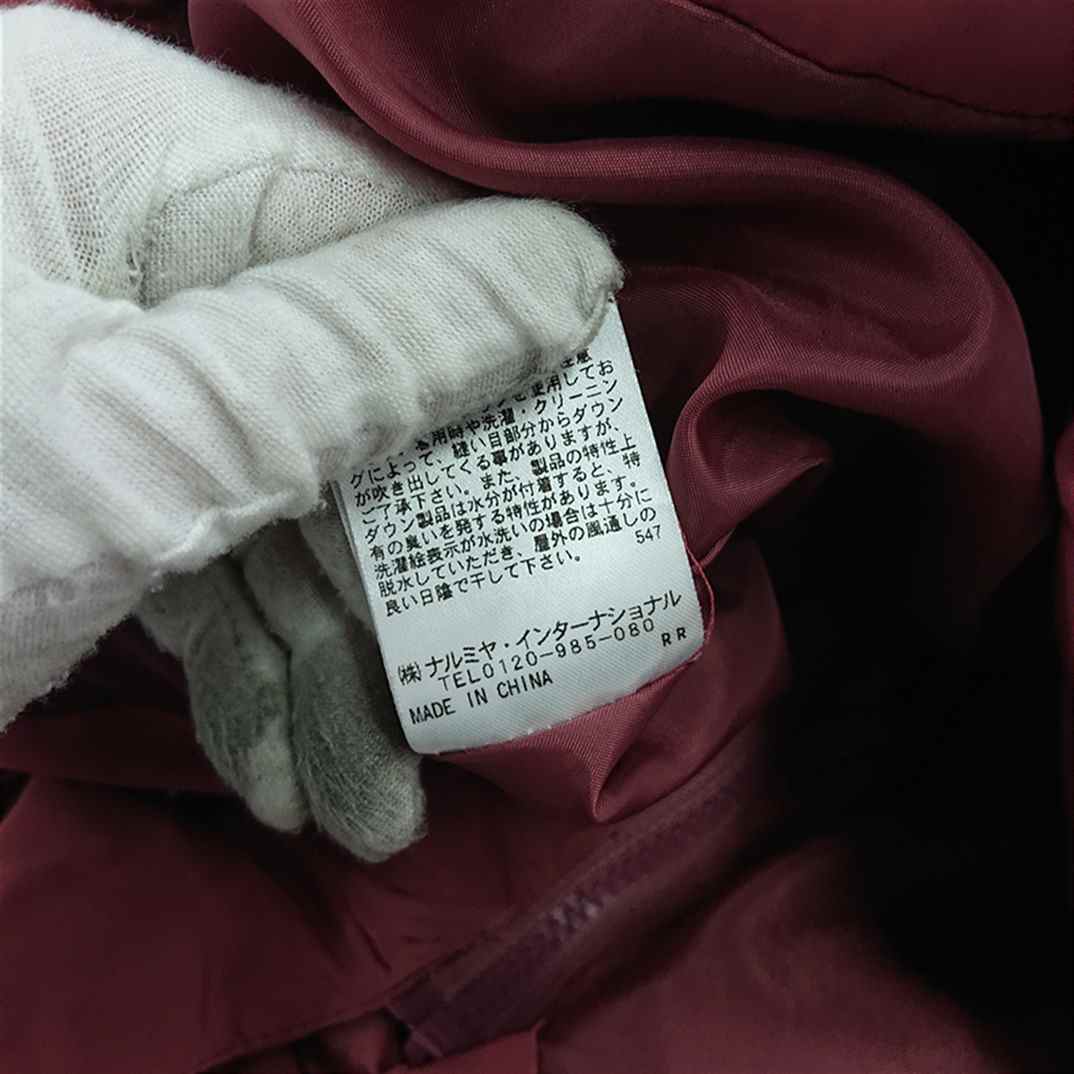 注意
使用してお
用時や洗濯・クリーニン
グによって、縫い目部分からダウン
が吹き出してくる事がありますが、
ご了承下さい。また、製品の特性上
ダウン製品は水分が付着すると、特
有の臭いを発する特性があります。
洗濯絵表示が水洗いの場合は十分に
脱水していただき、屋外の風通しの
良い日陰で干して下さい。
547
(株)ナルミヤ・インターナショナル
TEL0120-985-080
RR
MADE IN CHINA